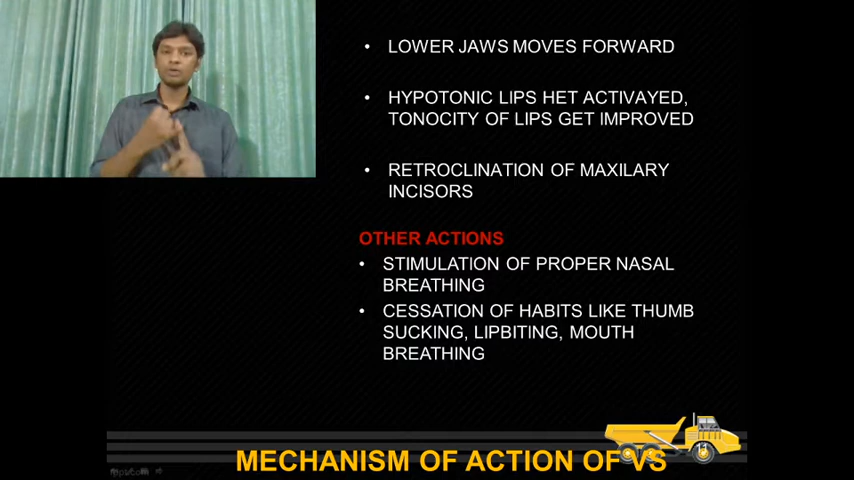 • LOWER JAWS MOVES FORWARD
• HYPOTONIC LIPS HET ACTIVAYED,
TONOCITY OF LIPS GET IMPROVED
• RETROCLINATION OF MAXILARY
INCISORS
OTHER ACTIONS
• STIMULATION OF PROPER NASAL
BREATHING
• CESSATION OF HABITS LIKE THUMB
SUCKING, LIPBITING, MOUTH
BREATHING
MECHANISM OF ACTION OF VS